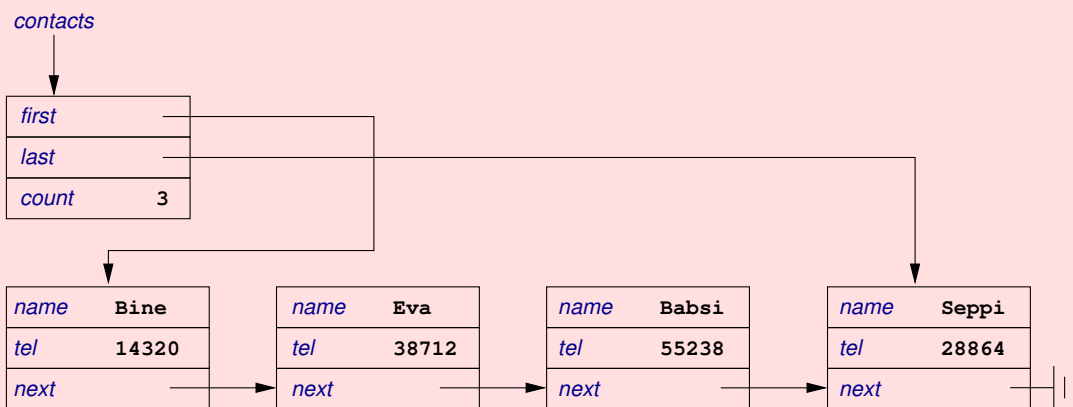 contacts
first
last
count 3
name Bine name Eva name Babsi name Seppi
tel 14320 tel 38712 tel 55238 tel 28864
next next next next